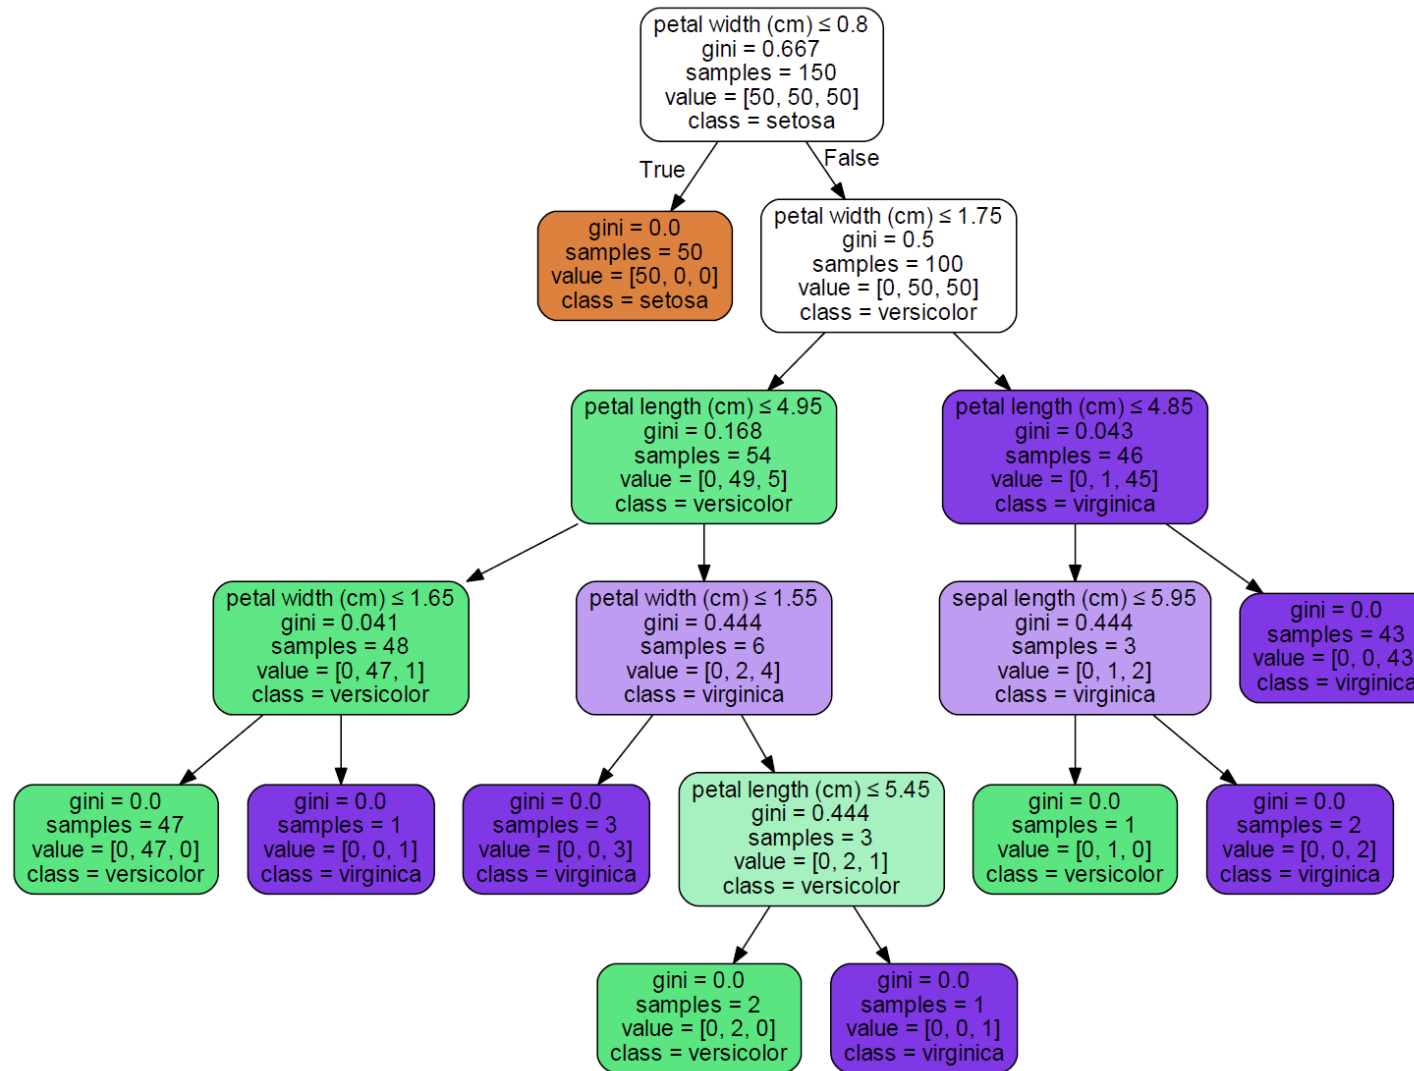 petal width (cm) ≤ 0.8
gini = 0.667
samples = 150
value = [50, 50, 50]
class = setosa
True
False
gini = 0.0
samples = 50
value = [50, 0, 0]
class = setosa
petal width (cm) ≤ 1.75
gini = 0.5
samples = 100
value = [0, 50, 50]
class = versicolor
petal length (cm) ≤ 4.95
gini = 0.168
samples = 54
value = [0, 49, 5]
class = versicolor
petal length (cm) ≤ 4.85
gini = 0.043
samples = 46
value = [0, 1, 45]
class = virginica
petal width (cm) ≤ 1.65
gini = 0.041
samples = 48
value = [0, 47, 1]
class = versicolor
petal width (cm) ≤ 1.55
gini = 0.444
samples = 6
value = [0, 2, 4]
class = virginica
sepal length (cm) ≤ 5.95
gini = 0.444
samples = 3
value = [0, 1, 2]
class = virginica
gini = 0.0
samples = 43
value = [0, 0, 43]
class = virginica
gini = 0.0
samples = 47
value = [0, 47, 0]
class = versicolor
gini = 0.0
samples = 1
value = [0, 0, 1]
class = virginica
gini = 0.0
samples = 3
value = [0, 0, 3]
class = virginica
petal length (cm) ≤ 5.45
gini = 0.444
samples = 3
value = [0, 2, 1]
class = versicolor
gini = 0.0
samples = 1
value = [0, 1, 0]
class = versicolor
gini = 0.0
samples = 2
value = [0, 0, 2]
class = virginica
gini = 0.0
samples = 2
value = [0, 2, 0]
class = versicolor
gini = 0.0
samples = 1
value = [0, 0, 1]
class = virginica